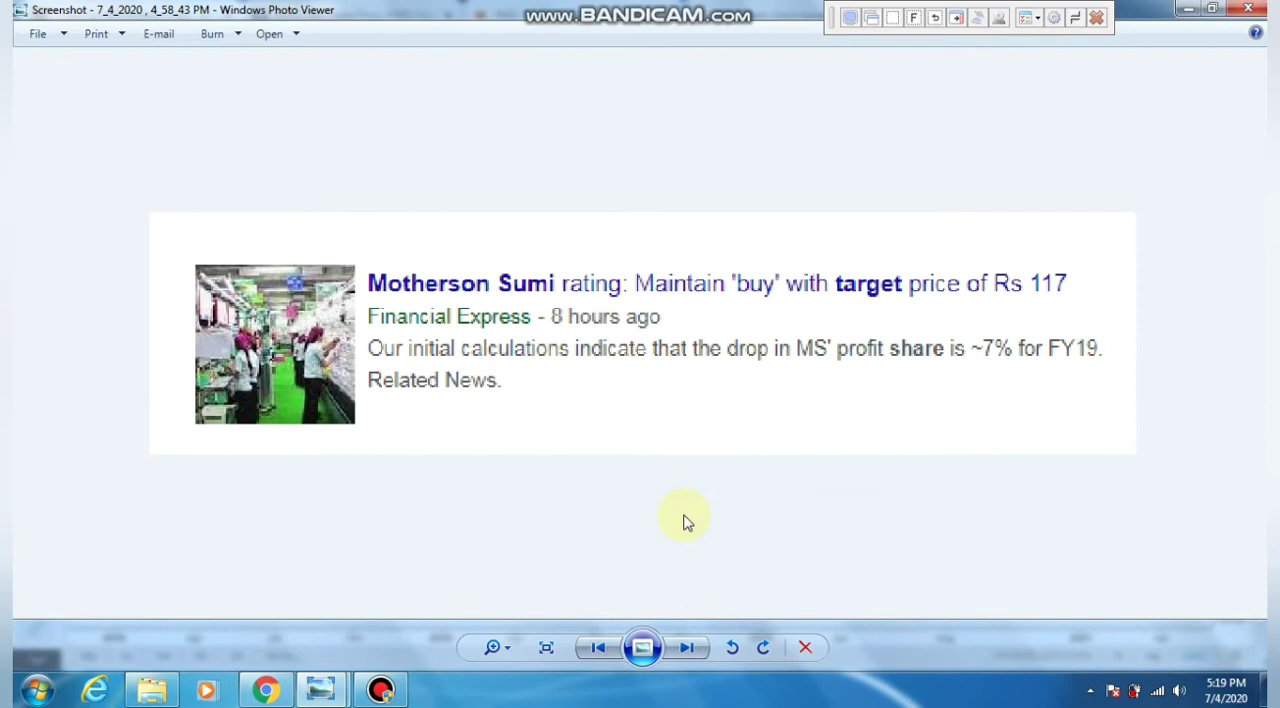 Screenshot - 7_4_2020 , 4_58_43 PM - Windows Photo Viewer
www.BANDICAM.com
F
File Print E-mail Burn Open
Motherson Sumi rating: Maintain 'buy' with target price of Rs 117
Financial Express - 8 hours ago
Our initial calculations indicate that the drop in MS' profit share is ~7% for FY19.
Related News.
5:19 PM
7/4/2020